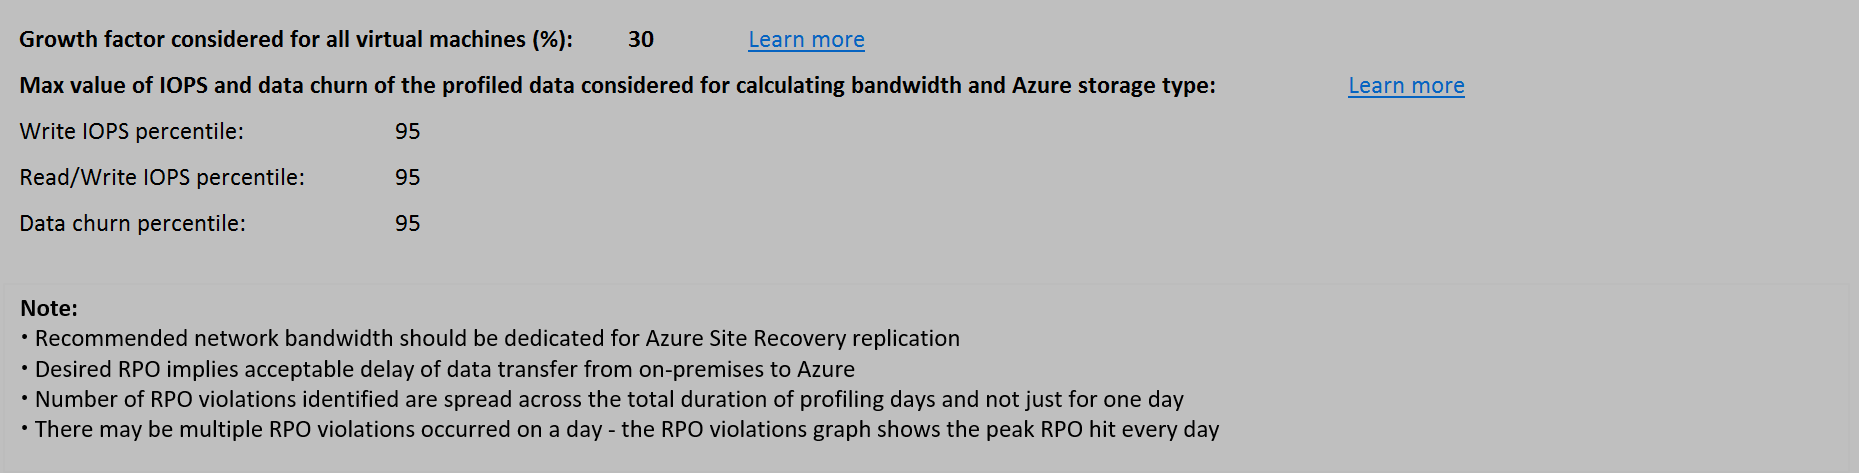 Growth factor considered for all virtual machines (%): 30 Learn more
Max value of IOPS and data churn of the profiled data considered for calculating bandwidth and Azure storage type: Learn more
Write IOPS percentile: 95
Read/Write IOPS percentile: 95
Data churn percentile: 95
Note:
• Recommended network bandwidth should be dedicated for Azure Site Recovery replication
• Desired RPO implies acceptable delay of data transfer from on-premises to Azure
• Number of RPO violations identified are spread across the total duration of profiling days and not just for one day
• There may be multiple RPO violations occurred on a day - the RPO violations graph shows the peak RPO hit every day